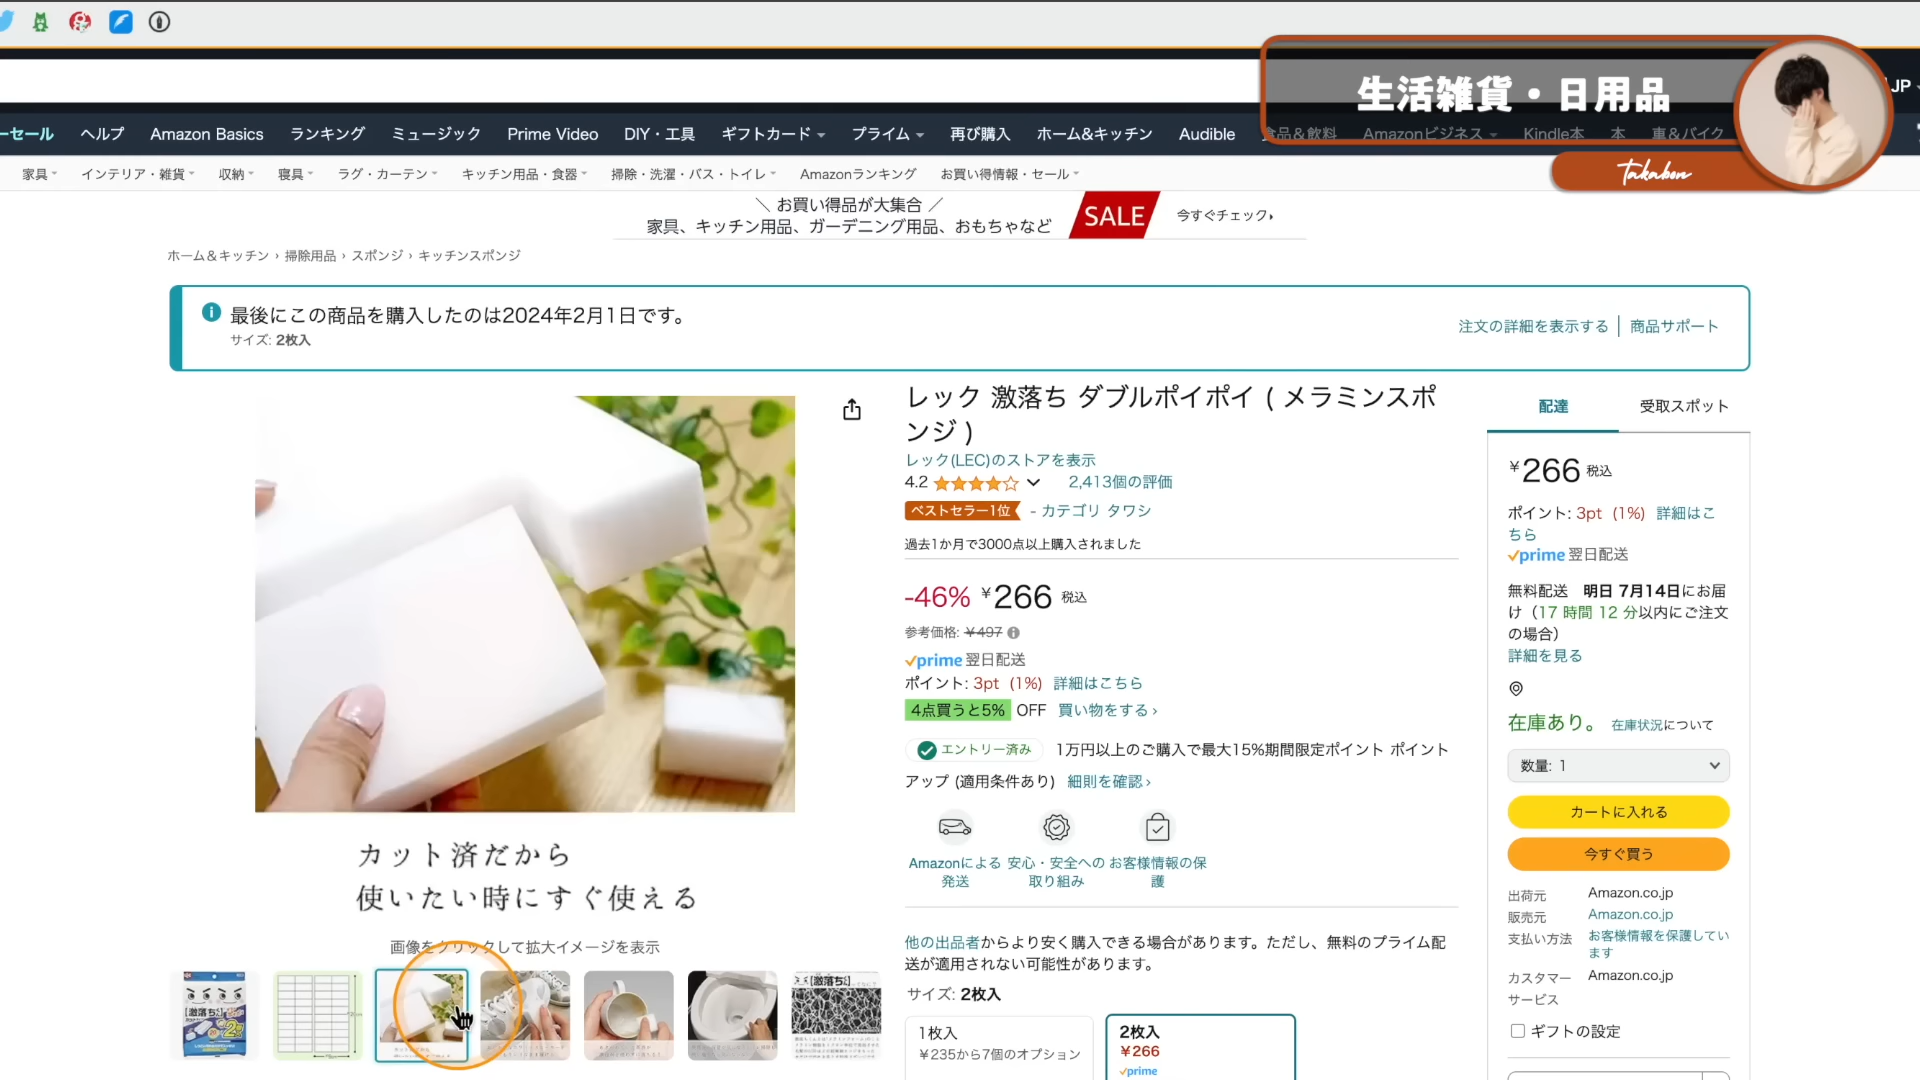 生活雑貨・日用品
JP
Takabon
ーセール ヘルプ Amazon Basics ランキング ミュージック Prime Video DIY・工具 ギフトカード プライム 再び購入 ホーム&キッチン Audible 食品&飲料 Amazonビジネス Kindle本 本 車&バイク
家具 インテリア・雑貨 収納 寝具 ラグ・カーテン キッチン用品・食器 掃除・洗濯・バス・トイレ Amazonランキング お買い得情報・セール
＼ お買い得品が大集合 ／
家具、キッチン用品、ガーデニング用品、おもちゃなど
SALE
今すぐチェック
ホーム＆キッチン › 掃除用品 › スポンジ › キッチンスポンジ
最後にこの商品を購入したのは2024年2月1日です。
サイズ: 2枚入
注文の詳細を表示する | 商品サポート
カット済だから
使いたい時にすぐ使える
画像をクリックして拡大イメージを表示
レック 激落ち ダブルポイポイ ( メラミンスポ
ンジ )
レック(LEC)のストアを表示
4.2 2,413個の評価
ベストセラー1位 - カテゴリ タワシ
過去1か月で3000点以上購入されました
-46% ￥266 税込
参考価格: ￥497
prime 翌日配送
ポイント: 3pt (1%) 詳細はこちら
4点買うと5% OFF 買い物をする ›
エントリー済み 1万円以上のご購入で最大15%期間限定ポイント ポイント
アップ (適用条件あり) 細則を確認 ›
Amazonによる
発送
安心・安全への
取り組み
お客様情報の保
護
他の出品者からより安く購入できる場合があります。ただし、無料のプライム配
送が適用されない可能性があります。
サイズ: 2枚入
1枚入
￥235から7個のオプション
2枚入
￥266
prime
配達 受取スポット
￥266 税込
ポイント: 3pt (1%) 詳細はこ
ちら
prime 翌日配送
無料配送 明日 7月14日にお届
け（17 時間 12 分以内にご注文
の場合）
詳細を見る
在庫あり。 在庫状況について
数量: 1
カートに入れる
今すぐ買う
出荷元 Amazon.co.jp
販売元 Amazon.co.jp
支払い方法 お客様情報を保護してい
ます
カスタマー
サービス
Amazon.co.jp
ギフトの設定